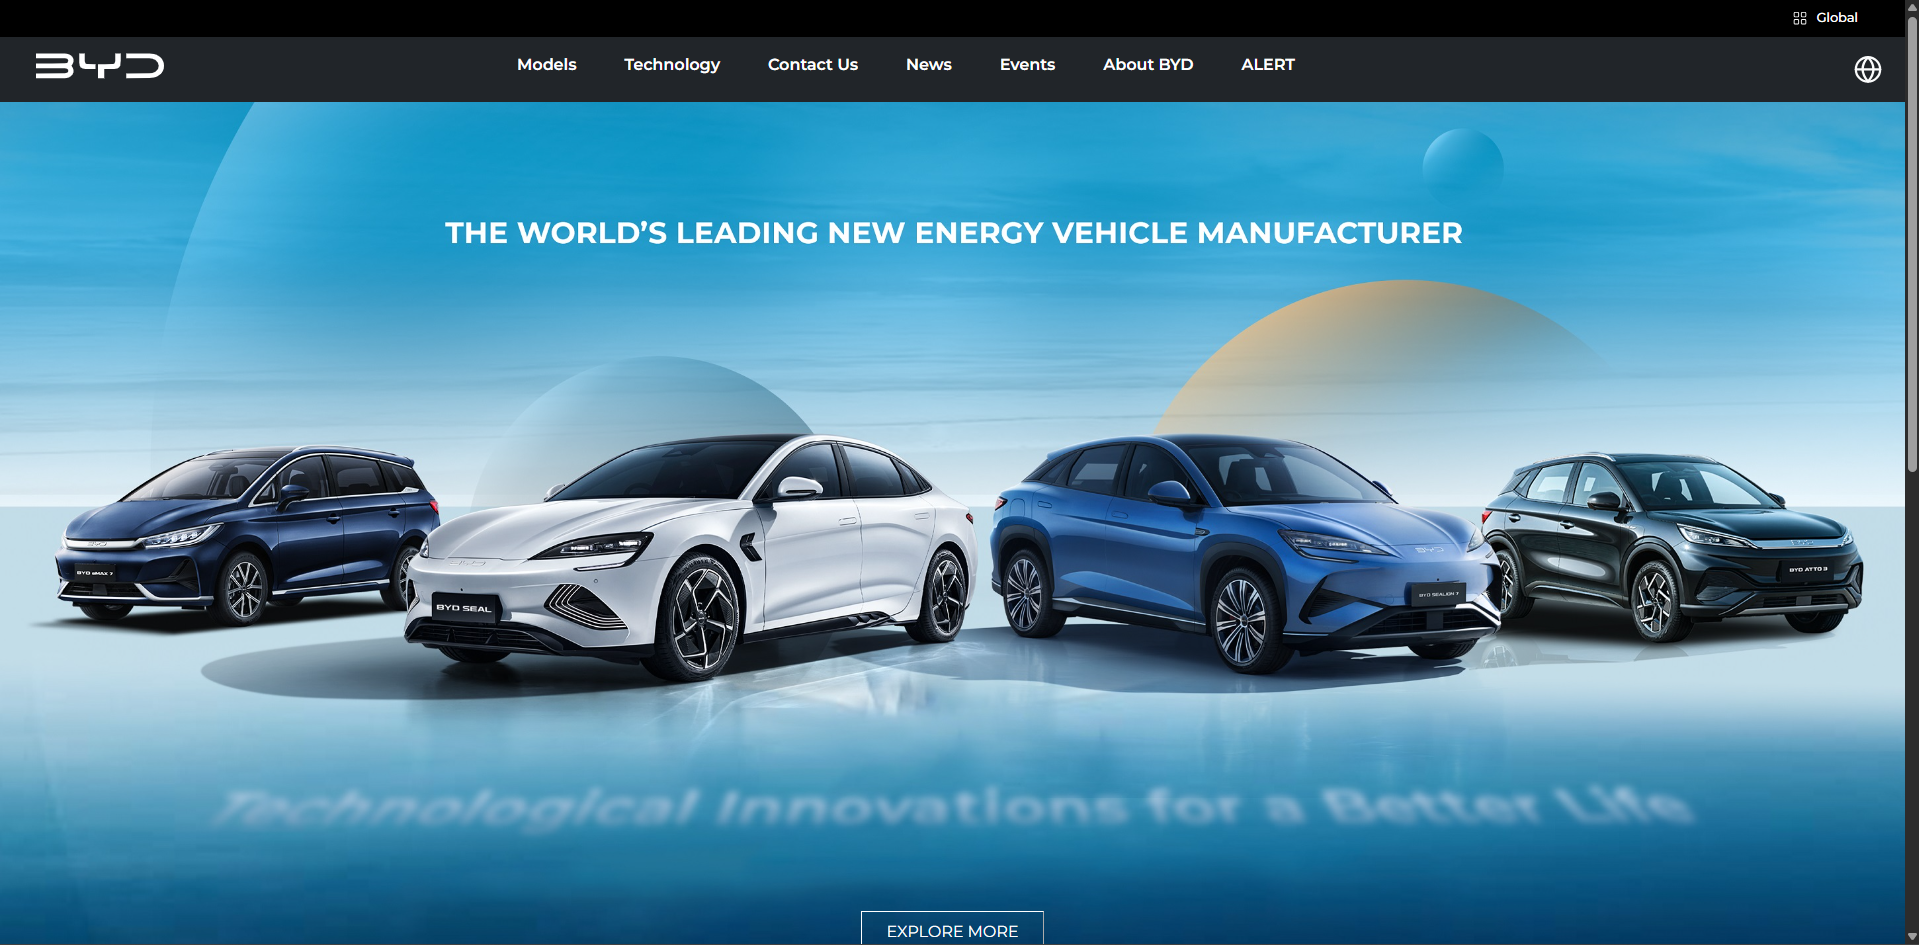 Global
BYD
Models
Technology
Contact Us
News
Events
About BYD
ALERT
THE WORLD’S LEADING NEW ENERGY VEHICLE MANUFACTURER
BYD eMAX 7
BYD SEAL
BYD
BYD SEALION 7
BYD ATTO 3
Technological Innovations for a Better Life
EXPLORE MORE